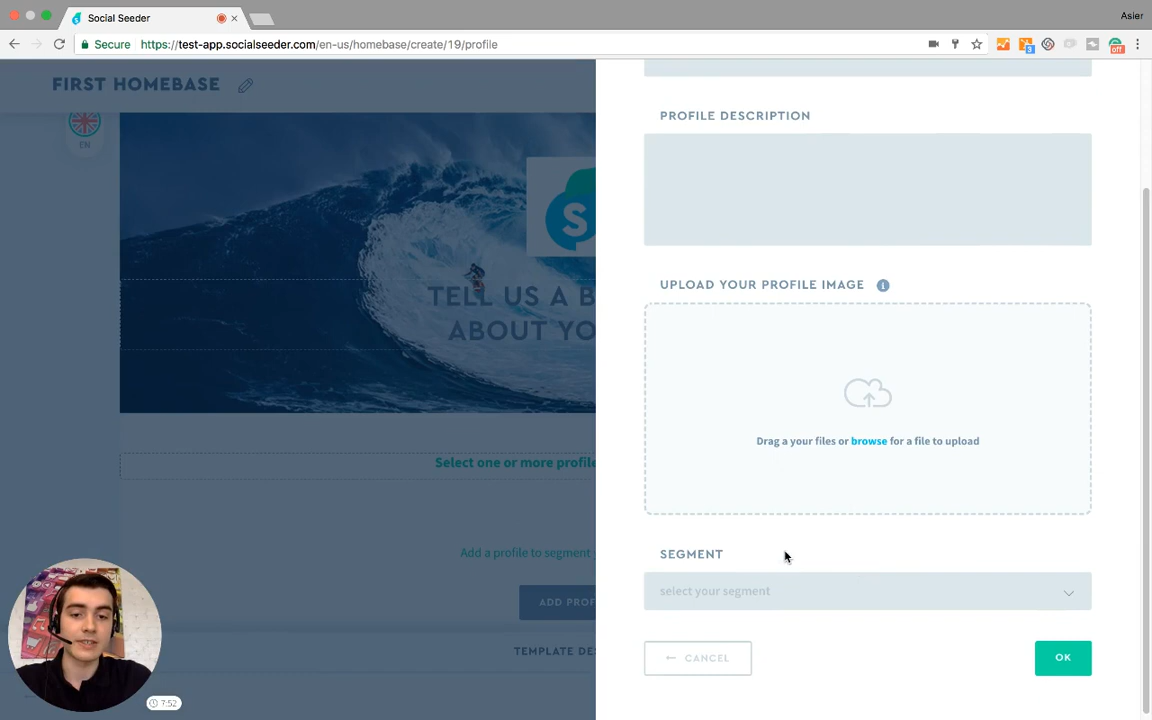 Social Seeder
Asier
Secure
https://test-app.socialseeder.com/en-us/homebase/create/19/profile
3
off
FIRST HOMEBASE
EN
S
TELL US A B
ABOUT YO
Select one or more profile
Add a profile to segment
ADD PROF
TEMPLATE DE
PROFILE DESCRIPTION
UPLOAD YOUR PROFILE IMAGE
Drag a your files or browse for a file to upload
SEGMENT
select your segment
← CANCEL
OK
7:52